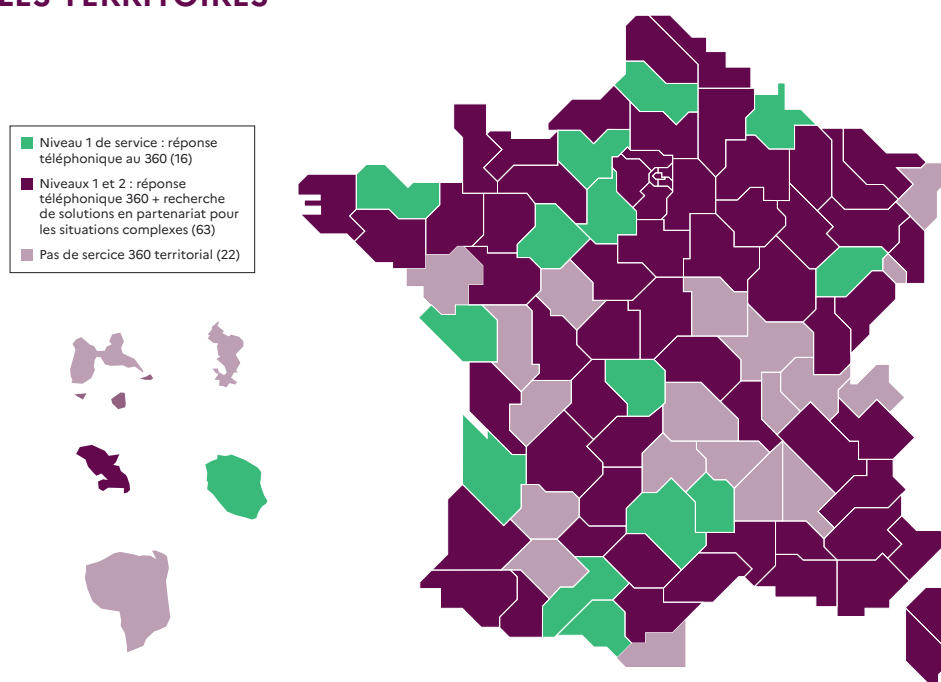 LES TERRITOIRES
Niveau 1 de service : réponse
téléphonique au 360 (16)
Niveaux 1 et 2 : réponse
téléphonique 360 + recherche
de solutions en partenariat pour
les situations complexes (63)
Pas de sercice 360 territorial (22)